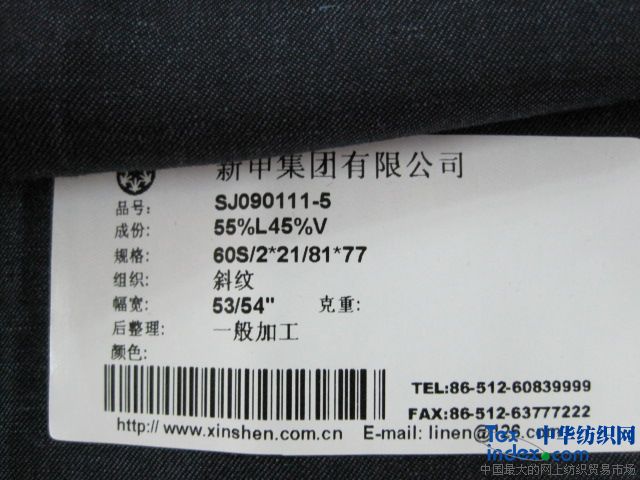 新申集团有限公司
品号: SJ090111-5
成份: 55%L45%V
规格: 60S/2*21/81*77
组织: 斜纹
幅宽: 53/54" 克重:
后整理: 一般加工
颜色:
TEL:86-512-60839999
FAX:86-512-63777222
http://www.xinshen.com.cn E-mail: linen@126.com
Tex index.com 中华纺织网
中国最大的网上纺织贸易市场